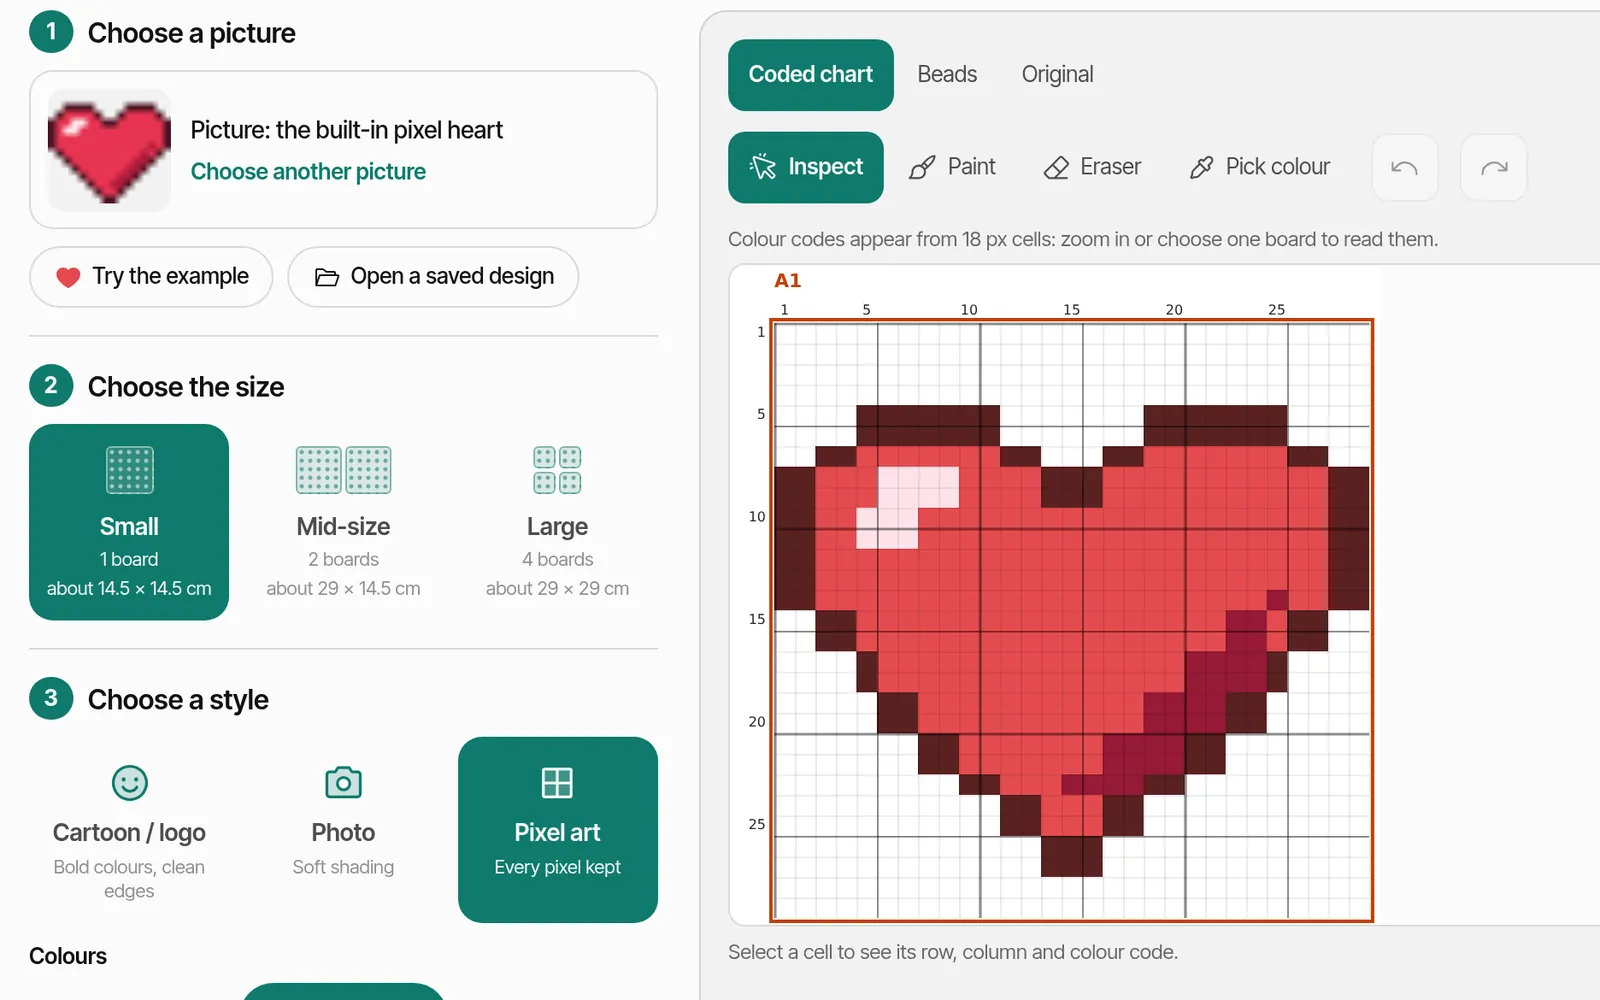 1 Choose a picture
Picture: the built-in pixel heart
Choose another picture
Try the example
Open a saved design
2 Choose the size
Small
1 board
about 14.5 × 14.5 cm
Mid-size
2 boards
about 29 × 14.5 cm
Large
4 boards
about 29 × 29 cm
3 Choose a style
Cartoon / logo
Bold colours, clean
edges
Photo
Soft shading
Pixel art
Every pixel kept
Colours
Coded chart Beads Original
Inspect Paint Eraser Pick colour
Colour codes appear from 18 px cells: zoom in or choose one board to read them.
A1
1 5 10 15 20 25
1
5
10
15
20
25
Select a cell to see its row, column and colour code.